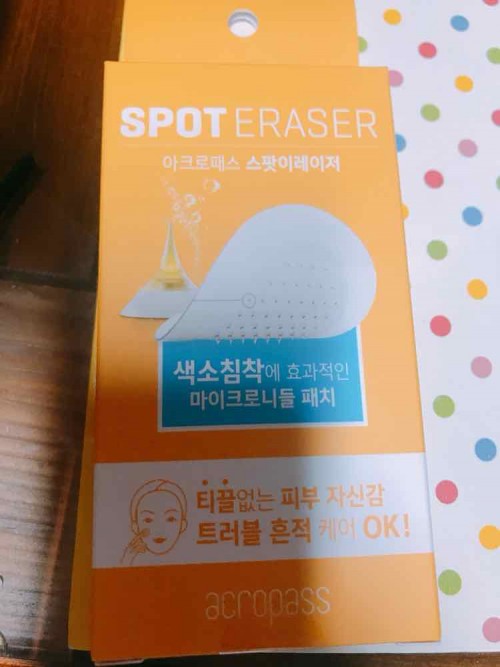 SPOT ERASER
아크로패스 스팟이레이저
색소침착에 효과적인
마이크로니들 패치
티끌없는 피부 자신감
트러블 흔적 케어 OK!
acropass